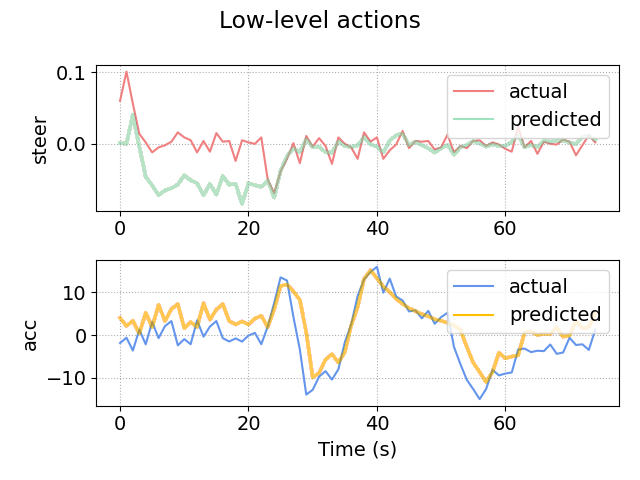 Low-level actions
steer
0.1
0.0
actual
predicted
0 20 40 60
acc
10
0
−10
actual
predicted
0 20 40 60
Time (s)